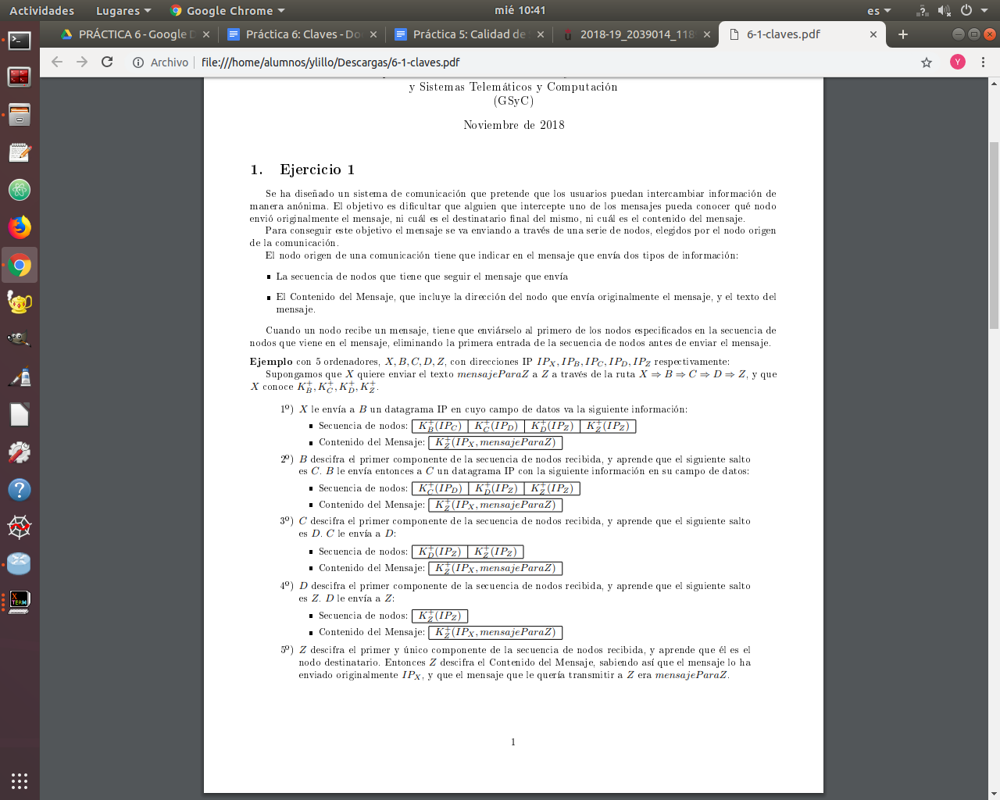 Actividades Lugares Google Chrome mié 10:41 es
PRÁCTICA 6 - Google D Práctica 6: Claves - Do Práctica 5: Calidad de 2018-19_2039014_118 6-1-claves.pdf
Archivo file:///home/alumnos/ylillo/Descargas/6-1-claves.pdf Y
y Sistemas Telemáticos y Computación
(GSyC)
Noviembre de 2018
1. Ejercicio 1
Se ha diseñado un sistema de comunicación que pretende que los usuarios puedan intercambiar información de
manera anónima. El objetivo es dificultar que alguien que intercepte uno de los mensajes pueda conocer qué nodo
envió originalmente el mensaje, ni cuál es el destinatario final del mismo, ni cuál es el contenido del mensaje.
Para conseguir este objetivo el mensaje se va enviando a través de una serie de nodos, elegidos por el nodo origen
de la comunicación.
El nodo origen de una comunicación tiene que indicar en el mensaje que envía dos tipos de información:
▪ La secuencia de nodos que tiene que seguir el mensaje que envía
▪ El Contenido del Mensaje, que incluye la dirección del nodo que envía originalmente el mensaje, y el texto del
mensaje.
Cuando un nodo recibe un mensaje, tiene que enviárselo al primero de los nodos especificados en la secuencia de
nodos que viene en el mensaje, eliminando la primera entrada de la secuencia de nodos antes de enviar el mensaje.
Ejemplo con 5 ordenadores, X, B, C, D, Z, con direcciones IP IP_X, IP_B, IP_C, IP_D, IP_Z respectivamente:
Supongamos que X quiere enviar el texto mensajeParaZ a Z a través de la ruta X ⇒ B ⇒ C ⇒ D ⇒ Z, y que
X conoce K_B^+, K_C^+, K_D^+, K_Z^+.
1º) X le envía a B un datagrama IP en cuyo campo de datos va la siguiente información:
▪ Secuencia de nodos: K_B^+(IP_C) K_C^+(IP_D) K_D^+(IP_Z) K_Z^+(IP_Z)
▪ Contenido del Mensaje: K_Z^+(IP_X, mensajeParaZ)
2º) B descifra el primer componente de la secuencia de nodos recibida, y aprende que el siguiente salto
es C. B le envía entonces a C un datagrama IP con la siguiente información en su campo de datos:
▪ Secuencia de nodos: K_C^+(IP_D) K_D^+(IP_Z) K_Z^+(IP_Z)
▪ Contenido del Mensaje: K_Z^+(IP_X, mensajeParaZ)
3º) C descifra el primer componente de la secuencia de nodos recibida, y aprende que el siguiente salto
es D. C le envía a D:
▪ Secuencia de nodos: K_D^+(IP_Z) K_Z^+(IP_Z)
▪ Contenido del Mensaje: K_Z^+(IP_X, mensajeParaZ)
4º) D descifra el primer componente de la secuencia de nodos recibida, y aprende que el siguiente salto
es Z. D le envía a Z:
▪ Secuencia de nodos: K_Z^+(IP_Z)
▪ Contenido del Mensaje: K_Z^+(IP_X, mensajeParaZ)
5º) Z descifra el primer y único componente de la secuencia de nodos recibida, y aprende que él es el
nodo destinatario. Entonces Z descifra el Contenido del Mensaje, sabiendo así que el mensaje lo ha
enviado originalmente IP_X, y que el mensaje que le quería transmitir a Z era mensajeParaZ.
1
X
TERM